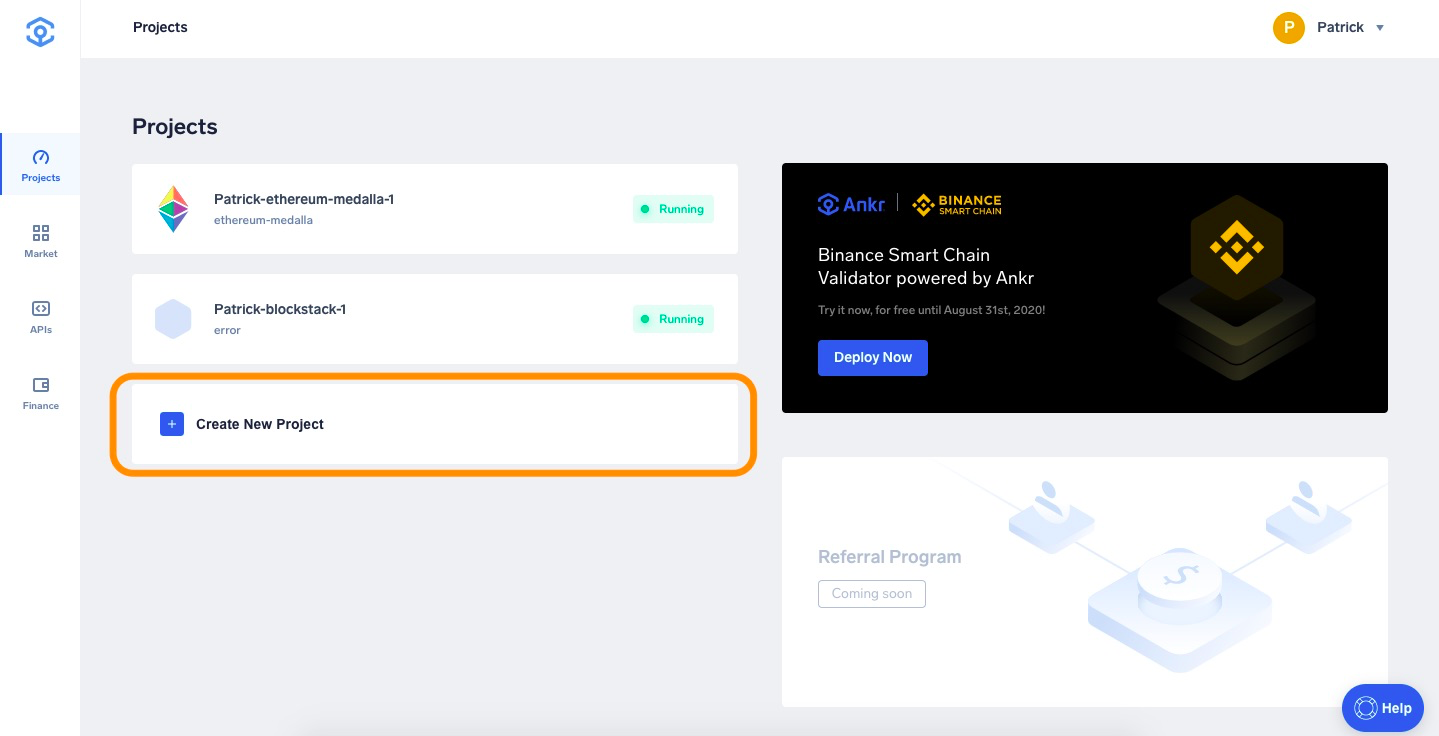 Projects
P Patrick
Projects
Market
APIs
Finance
Projects
Patrick-ethereum-medalla-1
ethereum-medalla
Running
Patrick-blockstack-1
error
Running
+ Create New Project
Ankr | BINANCE
SMART CHAIN
Binance Smart Chain
Validator powered by Ankr
Try it now, for free until August 31st, 2020!
Deploy Now
Referral Program
Coming soon
$
Help